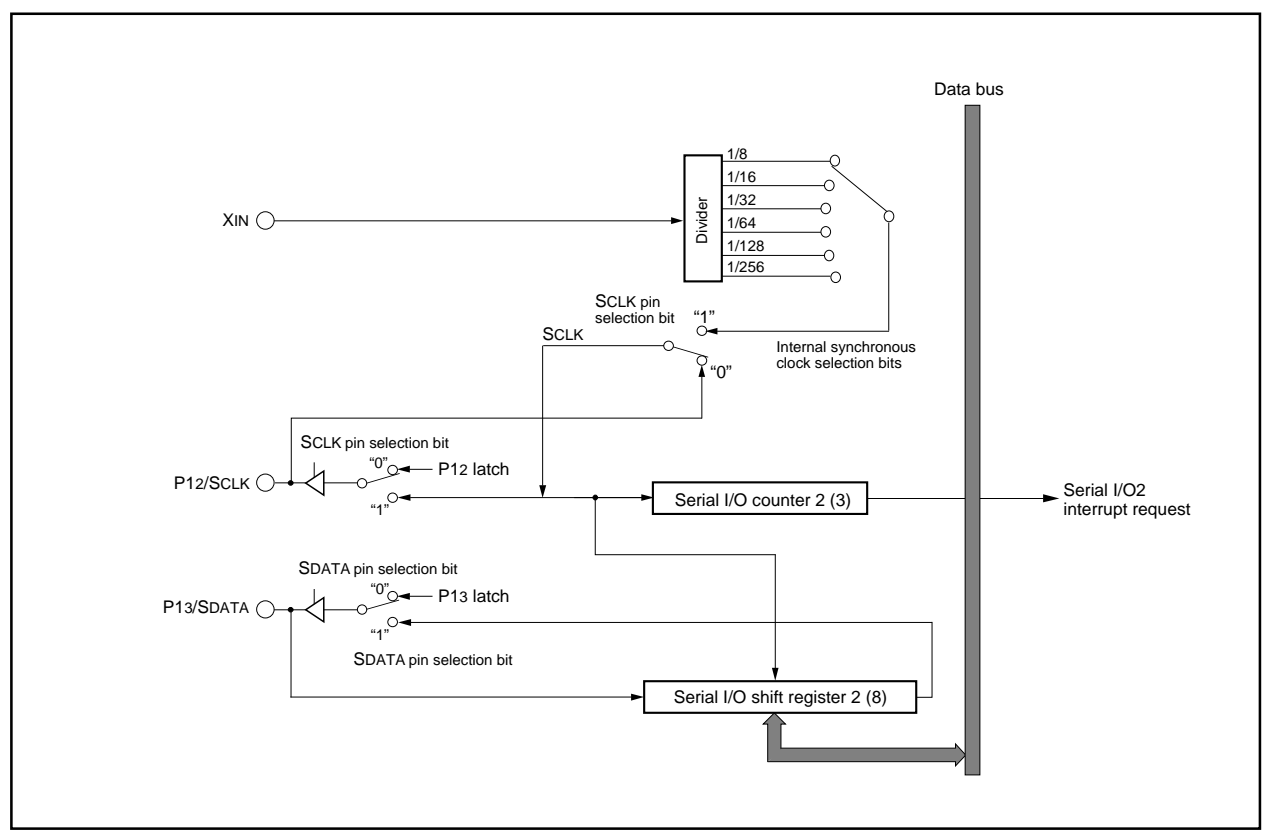 Data bus
1/8
1/16
1/32
1/64
1/128
1/256
Divider
XIN
SCLK pin
selection bit
“1”
SCLK
“0”
Internal synchronous
clock selection bits
SCLK pin selection bit
“0”
P12 latch
P12/SCLK
“1”
Serial I/O counter 2 (3)
Serial I/O2
interrupt request
SDATA pin selection bit
“0”
P13 latch
P13/SDATA
“1”
SDATA pin selection bit
Serial I/O shift register 2 (8)